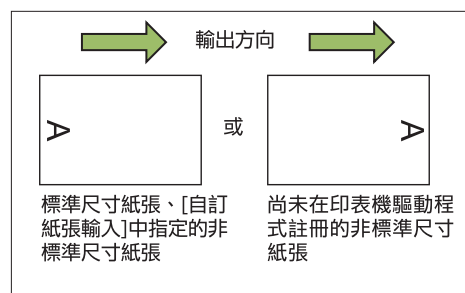 輸出方向
A
或
A
標準尺寸紙張、[自訂
紙張輸入]中指定的非
標準尺寸紙張
尚未在印表機驅動程
式註冊的非標準尺寸
紙張